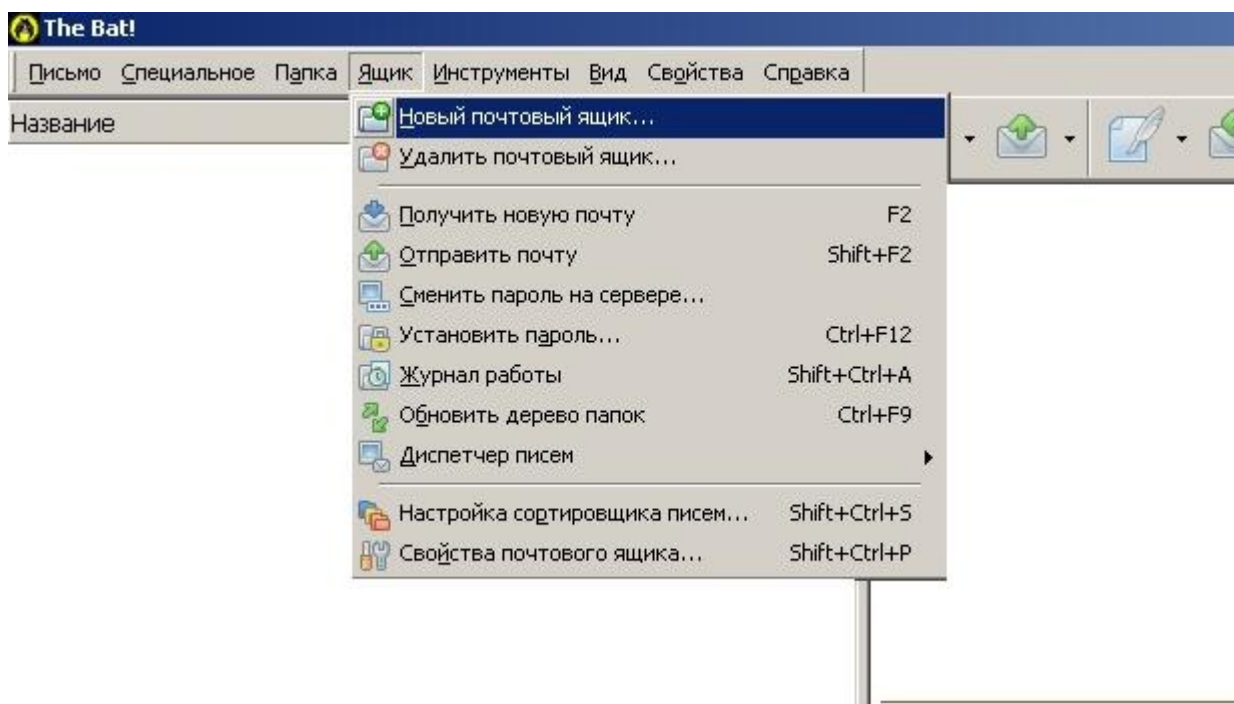 The Bat!
Письмо Специальное Папка Ящик Инструменты Вид Свойства Справка
Название
Новый почтовый ящик...
Удалить почтовый ящик...
Получить новую почту F2
Отправить почту Shift+F2
Сменить пароль на сервере...
Установить пароль... Ctrl+F12
Журнал работы Shift+Ctrl+A
Обновить дерево папок Ctrl+F9
Диспетчер писем
Настройка сортировщика писем... Shift+Ctrl+S
Свойства почтового ящика... Shift+Ctrl+P